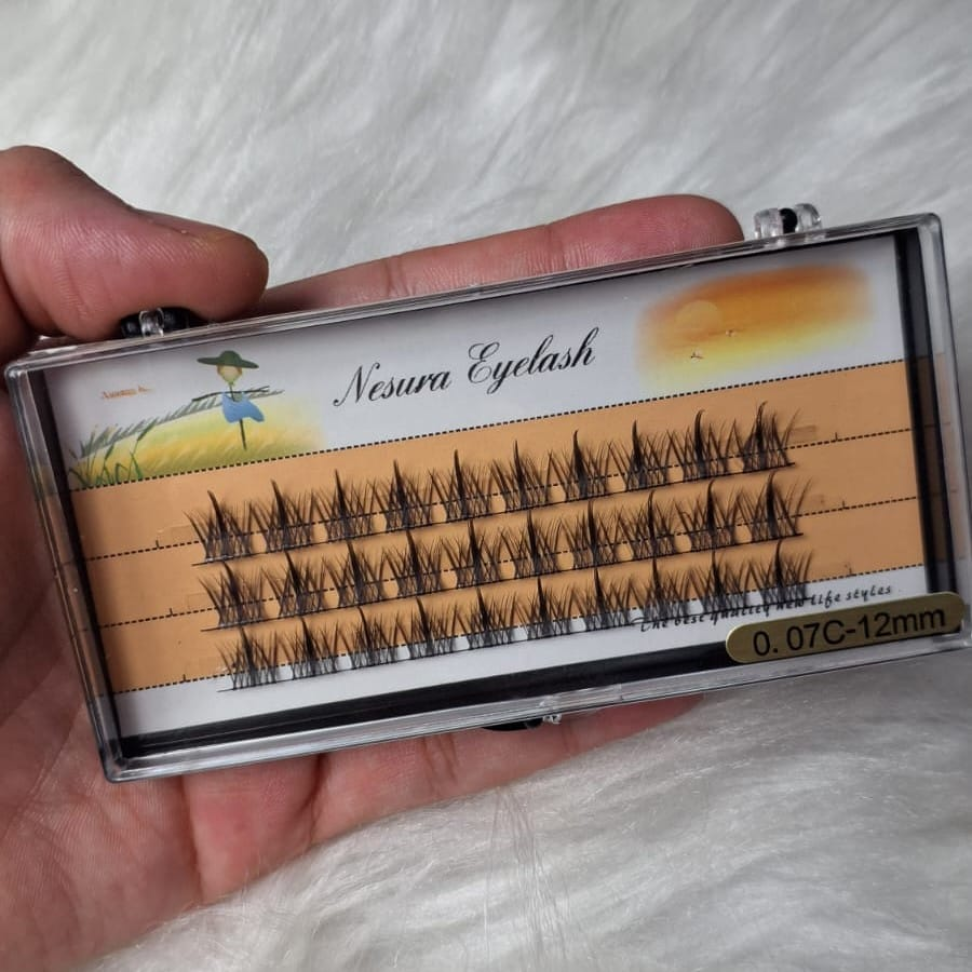 Nesura Eyelash
The best quality new life styles
0.07C-12mm